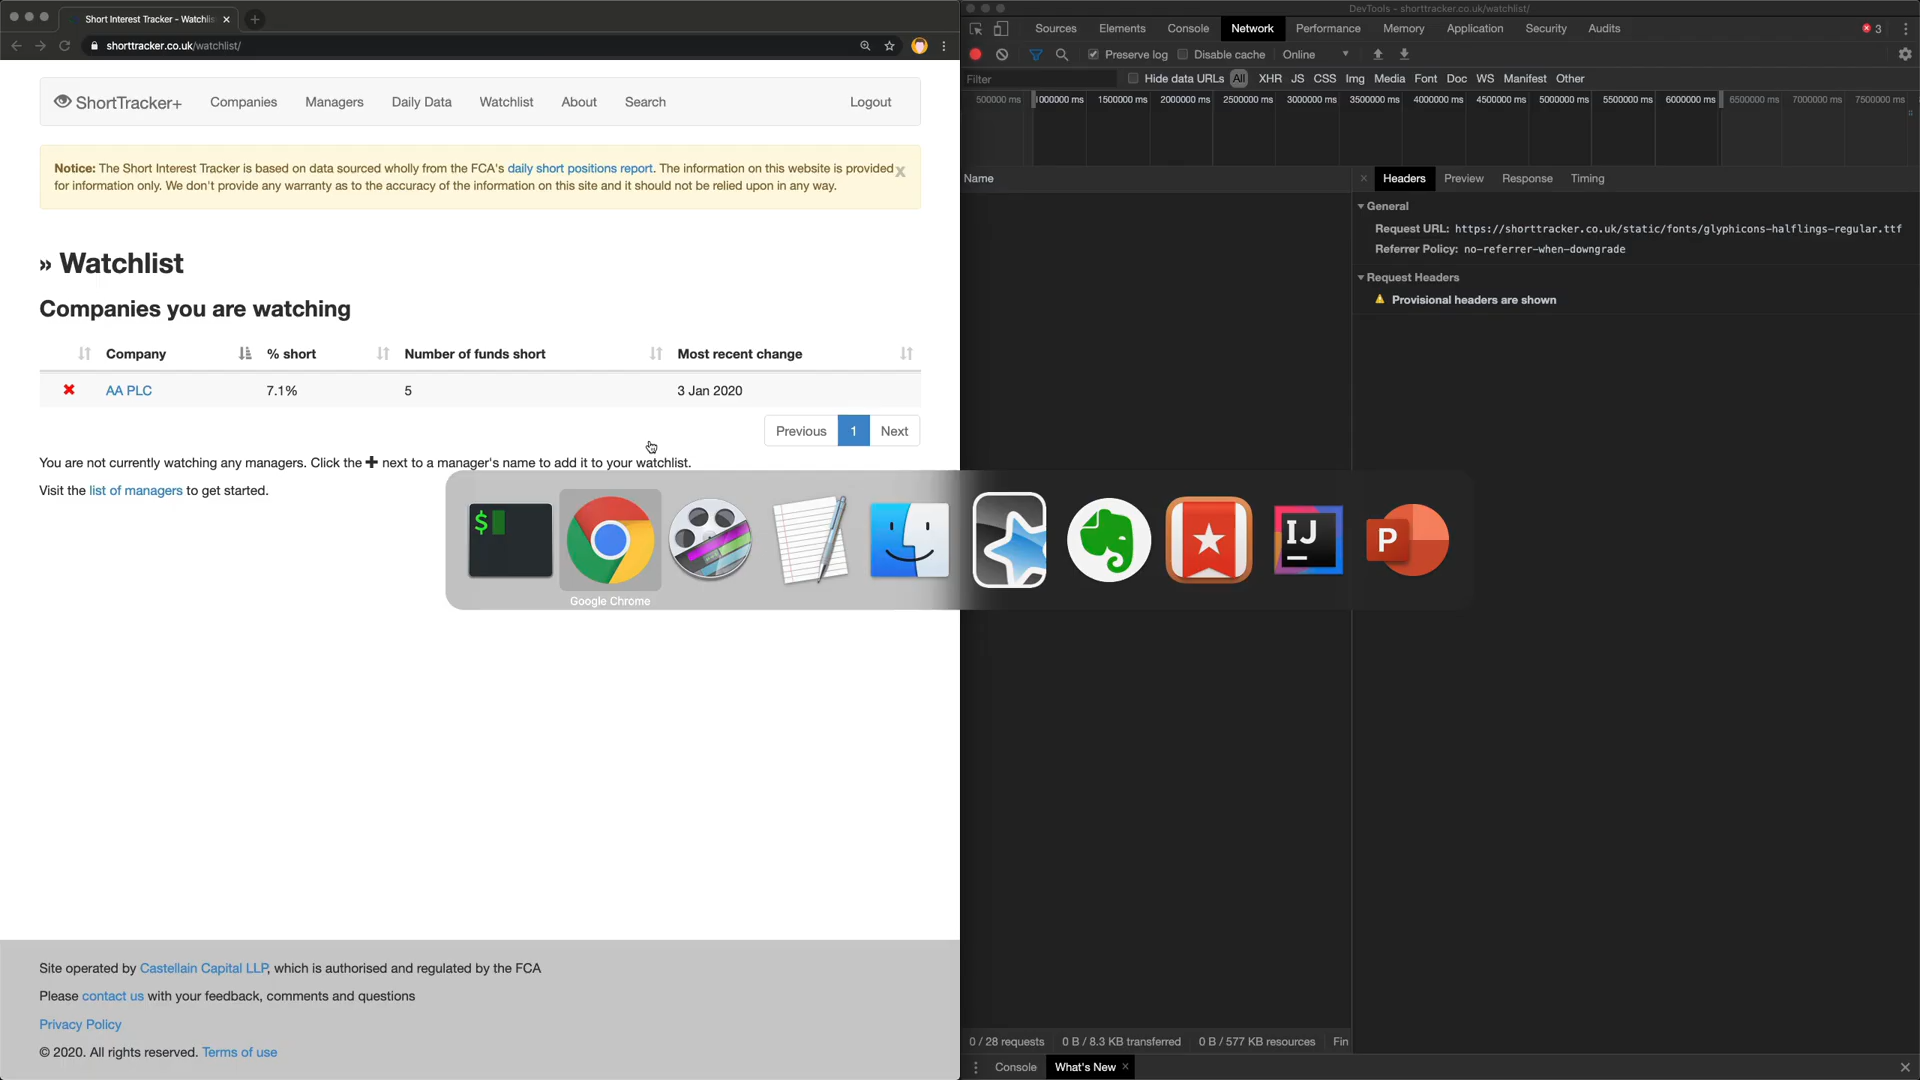 Short Interest Tracker - Watchlis
shorttracker.co.uk/watchlist/
ShortTracker+ Companies Managers Daily Data Watchlist About Search Logout
Notice: The Short Interest Tracker is based on data sourced wholly from the FCA's daily short positions report. The information on this website is provided
for information only. We don't provide any warranty as to the accuracy of the information on this site and it should not be relied upon in any way.
x
» Watchlist
Companies you are watching
Company % short Number of funds short Most recent change
AA PLC 7.1% 5 3 Jan 2020
Previous 1 Next
You are not currently watching any managers. Click the ✚ next to a manager's name to add it to your watchlist.
Visit the list of managers to get started.
$
IJ
P
Google Chrome
Site operated by Castellain Capital LLP, which is authorised and regulated by the FCA
Please contact us with your feedback, comments and questions
Privacy Policy
© 2020. All rights reserved. Terms of use
DevTools - shorttracker.co.uk/watchlist/
Sources Elements Console Network Performance Memory Application Security Audits 3
Preserve log Disable cache Online
Filter Hide data URLs All XHR JS CSS Img Media Font Doc WS Manifest Other
500000 ms 1000000 ms 1500000 ms 2000000 ms 2500000 ms 3000000 ms 3500000 ms 4000000 ms 4500000 ms 5000000 ms 5500000 ms 6000000 ms 6500000 ms 7000000 ms 7500000 ms
Name
Headers Preview Response Timing
General
Request URL: https://shorttracker.co.uk/static/fonts/glyphicons-halflings-regular.ttf
Referrer Policy: no-referrer-when-downgrade
Request Headers
Provisional headers are shown
0 / 28 requests 0 B / 8.3 KB transferred 0 B / 577 KB resources Fin
Console What's New